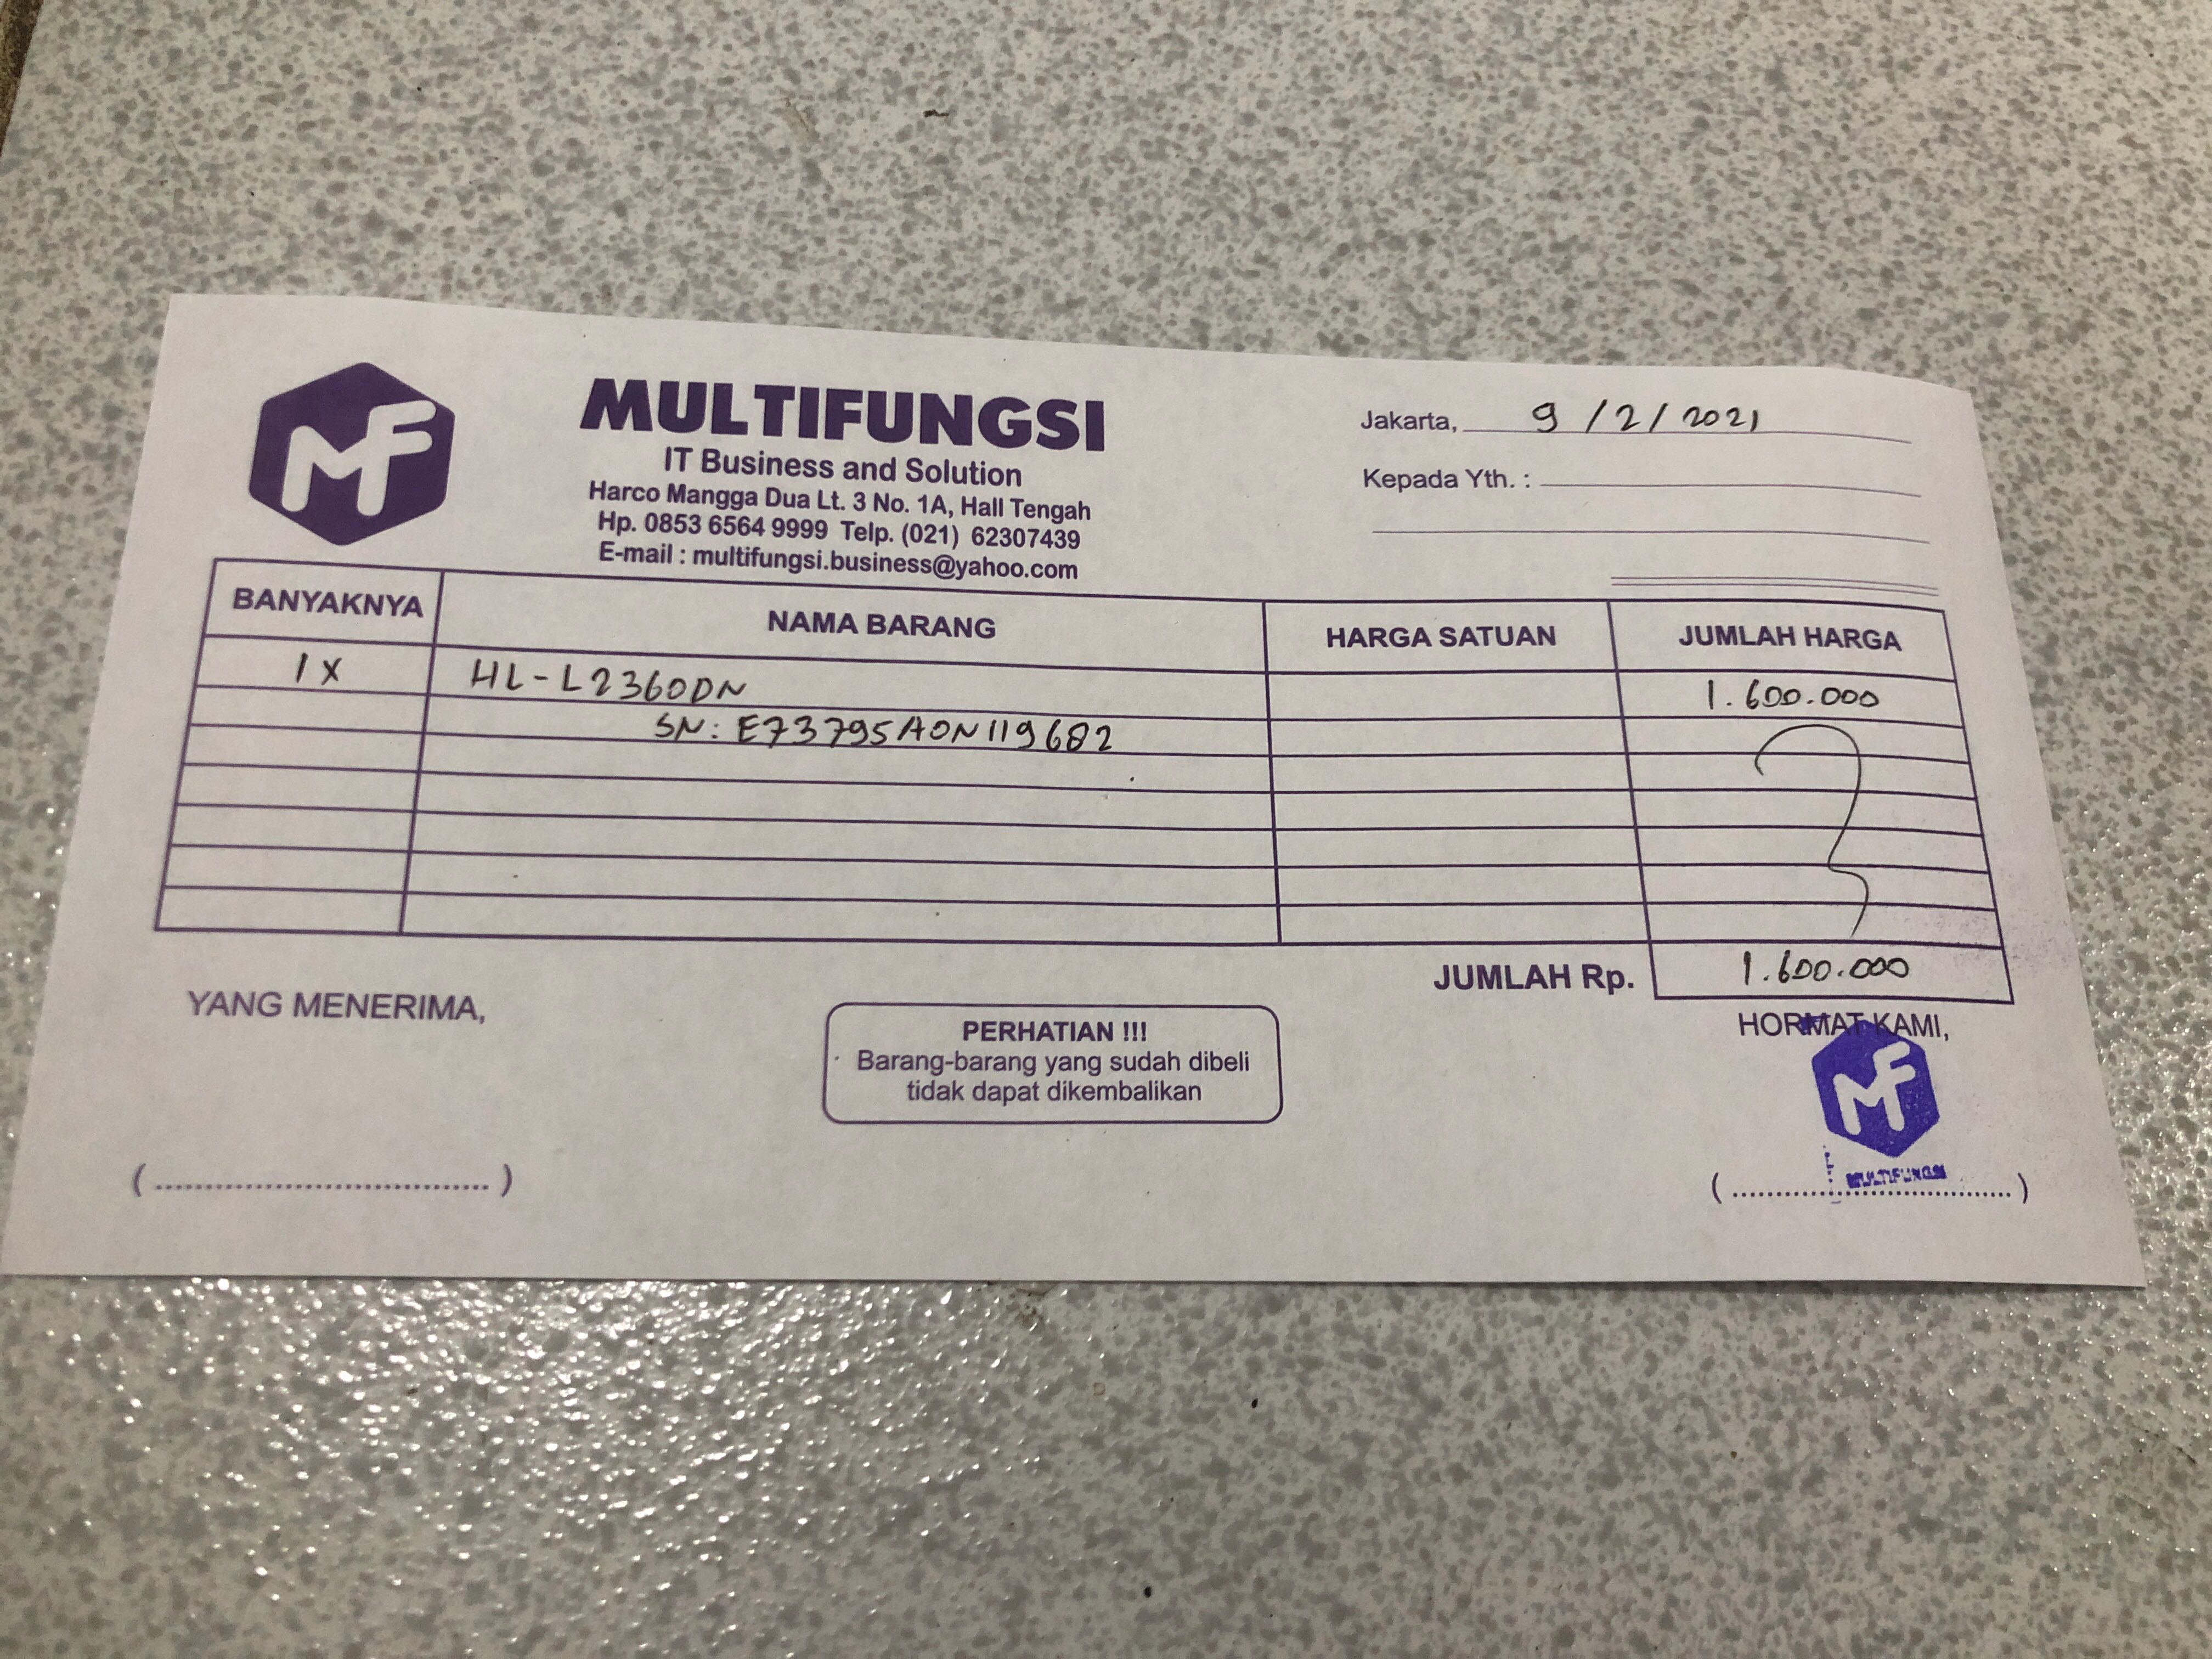 MF
MULTIFUNGSI
IT Business and Solution
Harco Mangga Dua Lt. 3 No. 1A, Hall Tengah
Hp. 0853 6564 9999 Telp. (021) 62307439
E-mail : multifungsi.business@yahoo.com
Jakarta, 9/2/2021
Kepada Yth. :
BANYAKNYA NAMA BARANG HARGA SATUAN JUMLAH HARGA
1 X HL-L2360DN 1.600.000
SN: E73795A0N119682
JUMLAH Rp. 1.600.000
YANG MENERIMA,
PERHATIAN !!!
Barang-barang yang sudah dibeli
tidak dapat dikembalikan
HORMAT KAMI,
MF
MULTIFUNGSI
(................................) (................................)